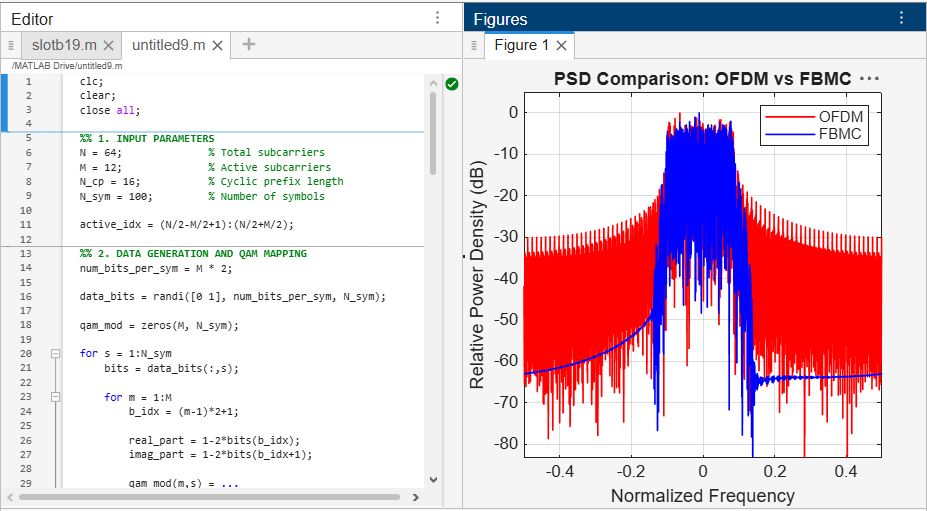 Editor
slotb19.m
untitled9.m
/MATLAB Drive/untitled9.m
1 clc;
2 clear;
3 close all;
4
5 %% 1. INPUT PARAMETERS
6 N = 64; % Total subcarriers
7 M = 12; % Active subcarriers
8 N_cp = 16; % Cyclic prefix length
9 N_sym = 100; % Number of symbols
10
11 active_idx = (N/2-M/2+1):(N/2+M/2);
12
13 %% 2. DATA GENERATION AND QAM MAPPING
14 num_bits_per_sym = M * 2;
15
16 data_bits = randi([0 1], num_bits_per_sym, N_sym);
17
18 qam_mod = zeros(M, N_sym);
19
20 for s = 1:N_sym
21 bits = data_bits(:,s);
22
23 for m = 1:M
24 b_idx = (m-1)*2+1;
25
26 real_part = 1-2*bits(b_idx);
27 imag_part = 1-2*bits(b_idx+1);
28
29 qam_mod(m,s) = ...
Figures
Figure 1
PSD Comparison: OFDM vs FBMC
OFDM
FBMC
Relative Power Density (dB)
0
-10
-20
-30
-40
-50
-60
-70
-80
-0.4 -0.2 0 0.2 0.4
Normalized Frequency